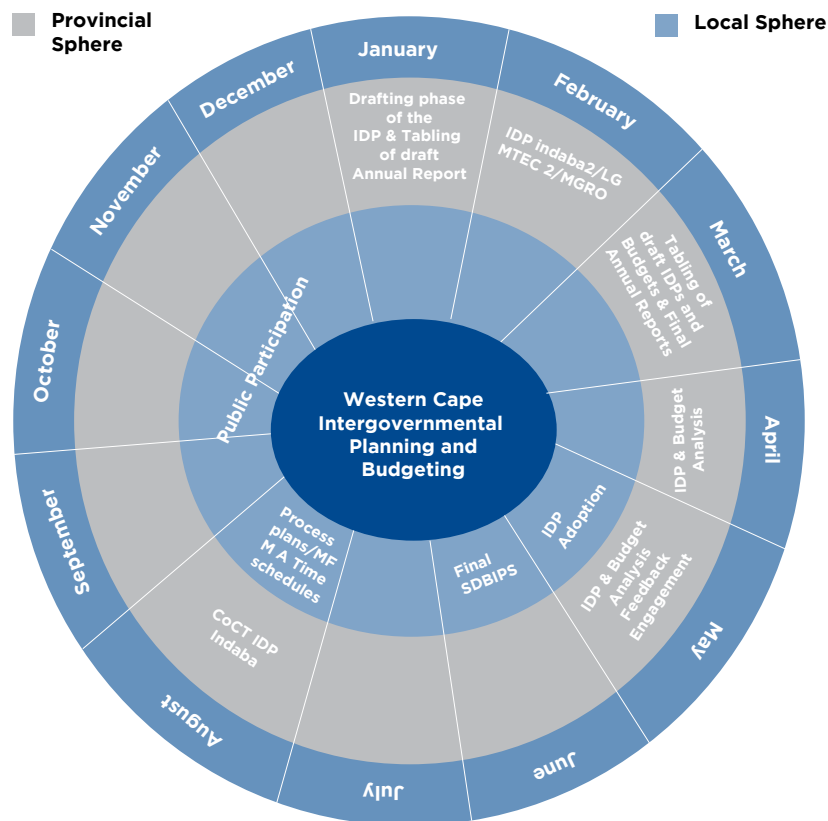 Provincial
Sphere
Local Sphere
January
February
March
April
May
June
July
August
September
October
November
December
Drafting phase
of the
IDP & Tabling
of draft
Annual Report
IDP indaba2/LG
MTEC 2/MGRO
Tabling of
draft IDPs and
Budgets & Final
Annual Reports
IDP & Budget
Analysis
IDP & Budget
Analysis
Feedback
Engagement
IDP
Adoption
Final
SDBIPS
Process
plans/MF
M A Time
schedules
CoCT IDP
Indaba
Public Participation
Western Cape
Intergovernmental
Planning and
Budgeting